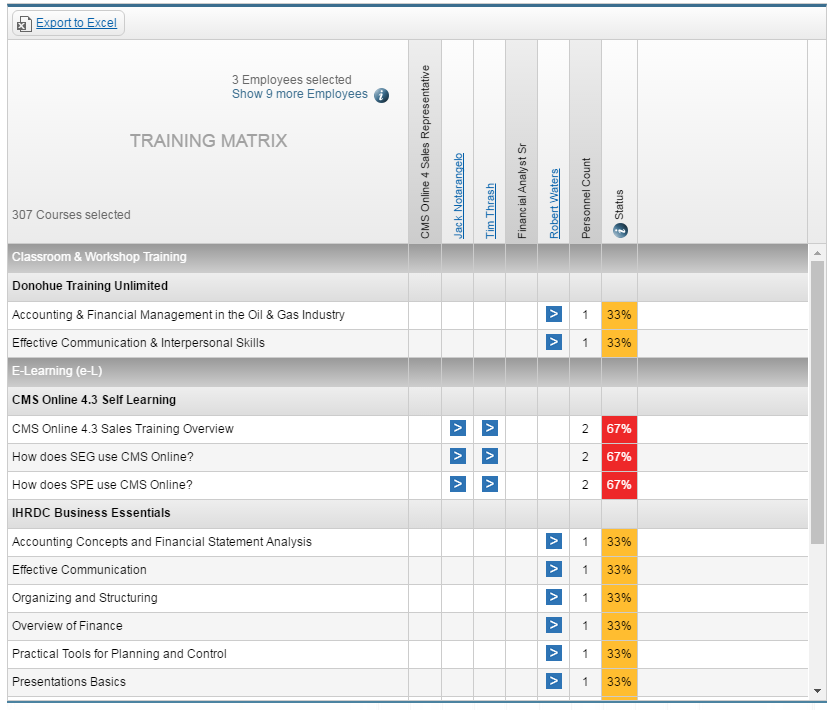 Export to Excel
3 Employees selected
Show 9 more Employees
TRAINING MATRIX
307 Courses selected
CMS Online 4 Sales Representative
Jack Notarangelo
Tim Thrash
Financial Analyst Sr
Robert Waters
Personnel Count
Status
Classroom & Workshop Training
Donohue Training Unlimited
Accounting & Financial Management in the Oil & Gas Industry > 1 33%
Effective Communication & Interpersonal Skills > 1 33%
E-Learning (e-L)
CMS Online 4.3 Self Learning
CMS Online 4.3 Sales Training Overview > > 2 67%
How does SEG use CMS Online? > > 2 67%
How does SPE use CMS Online? > > 2 67%
IHRDC Business Essentials
Accounting Concepts and Financial Statement Analysis > 1 33%
Effective Communication > 1 33%
Organizing and Structuring > 1 33%
Overview of Finance > 1 33%
Practical Tools for Planning and Control > 1 33%
Presentations Basics > 1 33%